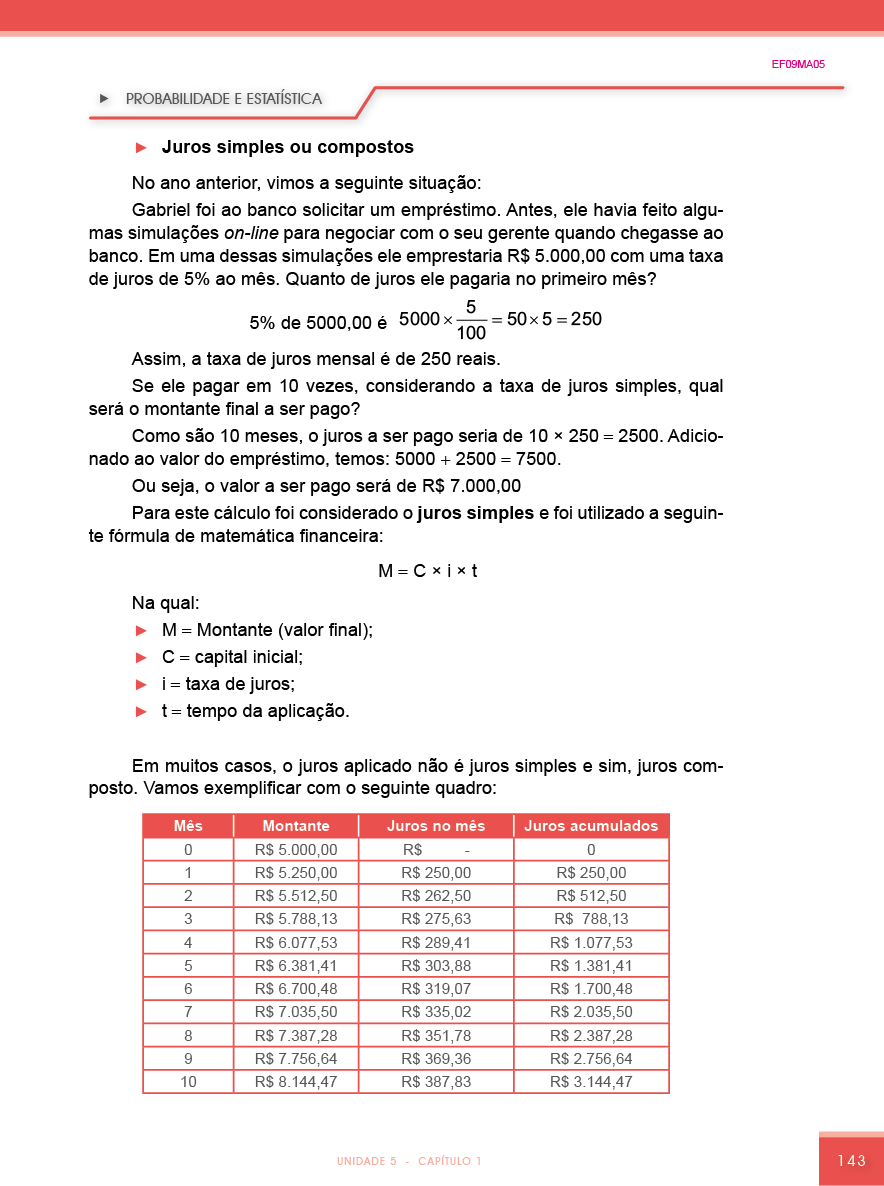 EF09MA05
► PROBABILIDADE E ESTATÍSTICA
► Juros simples ou compostos
No ano anterior, vimos a seguinte situação:
Gabriel foi ao banco solicitar um empréstimo. Antes, ele havia feito algu-
mas simulações on-line para negociar com o seu gerente quando chegasse ao
banco. Em uma dessas simulações ele emprestaria R$ 5.000,00 com uma taxa
de juros de 5% ao mês. Quanto de juros ele pagaria no primeiro mês?
5% de 5000,00 é 5000 × 5/100 = 50 × 5 = 250
Assim, a taxa de juros mensal é de 250 reais.
Se ele pagar em 10 vezes, considerando a taxa de juros simples, qual
será o montante final a ser pago?
Como são 10 meses, o juros a ser pago seria de 10 × 250 = 2500. Adicio-
nado ao valor do empréstimo, temos: 5000 + 2500 = 7500.
Ou seja, o valor a ser pago será de R$ 7.000,00
Para este cálculo foi considerado o juros simples e foi utilizado a seguin-
te fórmula de matemática financeira:
M = C × i × t
Na qual:
► M = Montante (valor final);
► C = capital inicial;
► i = taxa de juros;
► t = tempo da aplicação.
Em muitos casos, o juros aplicado não é juros simples e sim, juros com-
posto. Vamos exemplificar com o seguinte quadro:
Mês Montante Juros no mês Juros acumulados
0 R$ 5.000,00 R$ - 0
1 R$ 5.250,00 R$ 250,00 R$ 250,00
2 R$ 5.512,50 R$ 262,50 R$ 512,50
3 R$ 5.788,13 R$ 275,63 R$ 788,13
4 R$ 6.077,53 R$ 289,41 R$ 1.077,53
5 R$ 6.381,41 R$ 303,88 R$ 1.381,41
6 R$ 6.700,48 R$ 319,07 R$ 1.700,48
7 R$ 7.035,50 R$ 335,02 R$ 2.035,50
8 R$ 7.387,28 R$ 351,78 R$ 2.387,28
9 R$ 7.756,64 R$ 369,36 R$ 2.756,64
10 R$ 8.144,47 R$ 387,83 R$ 3.144,47
UNIDADE 5 - CAPÍTULO 1
143